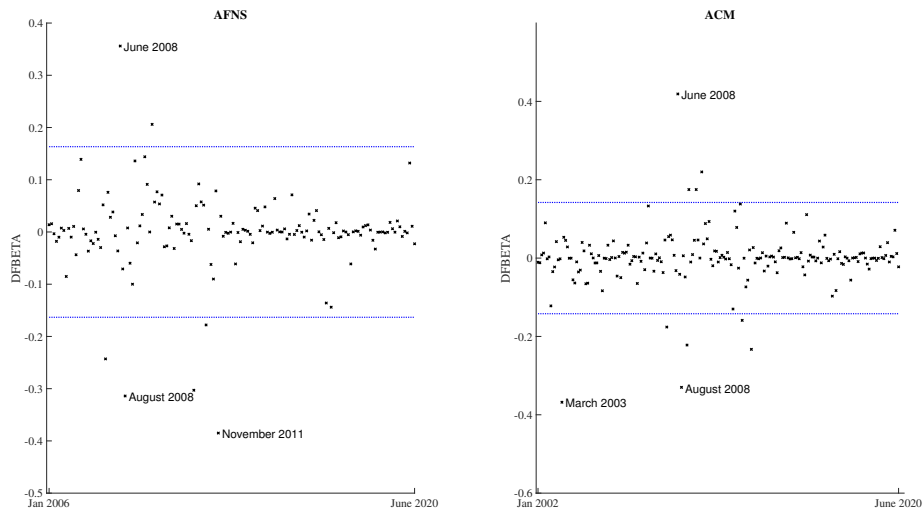 AFNS
0.4
0.3
0.2
0.1
0
-0.1
-0.2
-0.3
-0.4
-0.5
DFBETA
June 2008
August 2008
November 2011
Jan 2006
June 2020
ACM
0.4
0.2
0
-0.2
-0.4
-0.6
DFBETA
June 2008
August 2008
March 2003
Jan 2002
June 2020